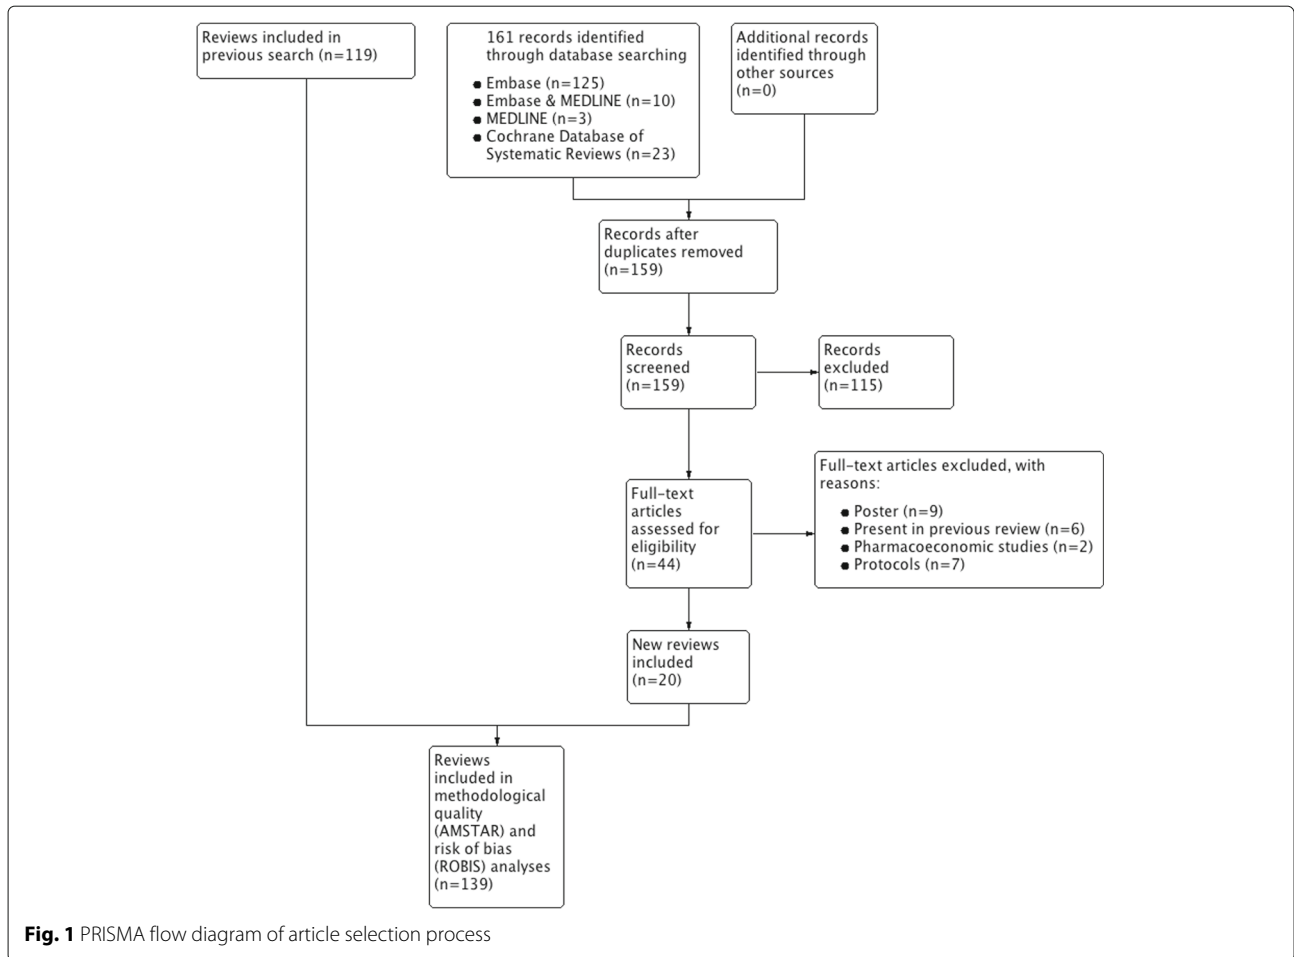 Reviews included in
previous search (n=119)
161 records identified
through database searching
● Embase (n=125)
● Embase & MEDLINE (n=10)
● MEDLINE (n=3)
● Cochrane Database of
Systematic Reviews (n=23)
Additional records
identified through
other sources
(n=0)
Records after
duplicates removed
(n=159)
Records
screened
(n=159)
Records
excluded
(n=115)
Full-text
articles
assessed for
eligibility
(n=44)
Full-text articles excluded, with
reasons:
● Poster (n=9)
● Present in previous review (n=6)
● Pharmacoeconomic studies (n=2)
● Protocols (n=7)
New reviews
included
(n=20)
Reviews
included in
methodological
quality
(AMSTAR) and
risk of bias
(ROBIS) analyses
(n=139)
Fig. 1 PRISMA flow diagram of article selection process